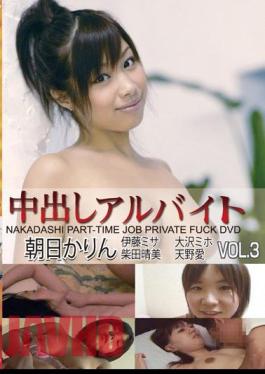 中出しアルバイト
NAKADASHI PART-TIME JOB PRIVATE FUCK DVD
朝日かりん 伊藤ミサ 大沢ミホ VOL.3
柴田晴美 天野愛